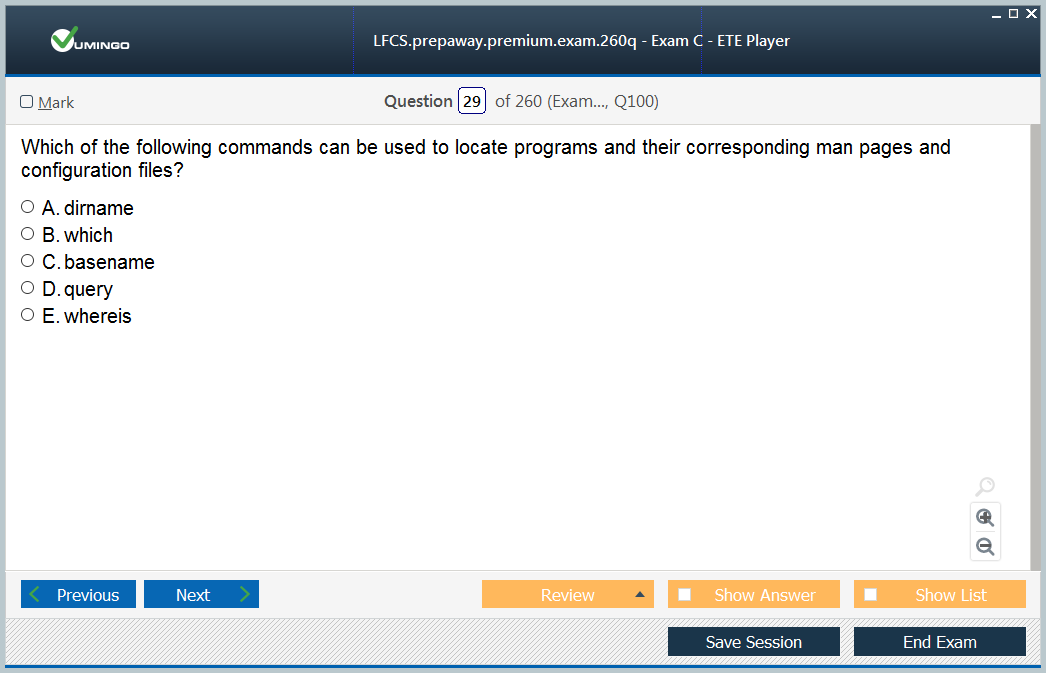 VUMINGO
LFCS.prepaway.premium.exam.260q - Exam C - ETE Player
Mark
Question 29 of 260 (Exam..., Q100)
Which of the following commands can be used to locate programs and their corresponding man pages and
configuration files?
A. dirname
B. which
C. basename
D. query
E. whereis
Previous Next Review Show Answer Show List
Save Session End Exam